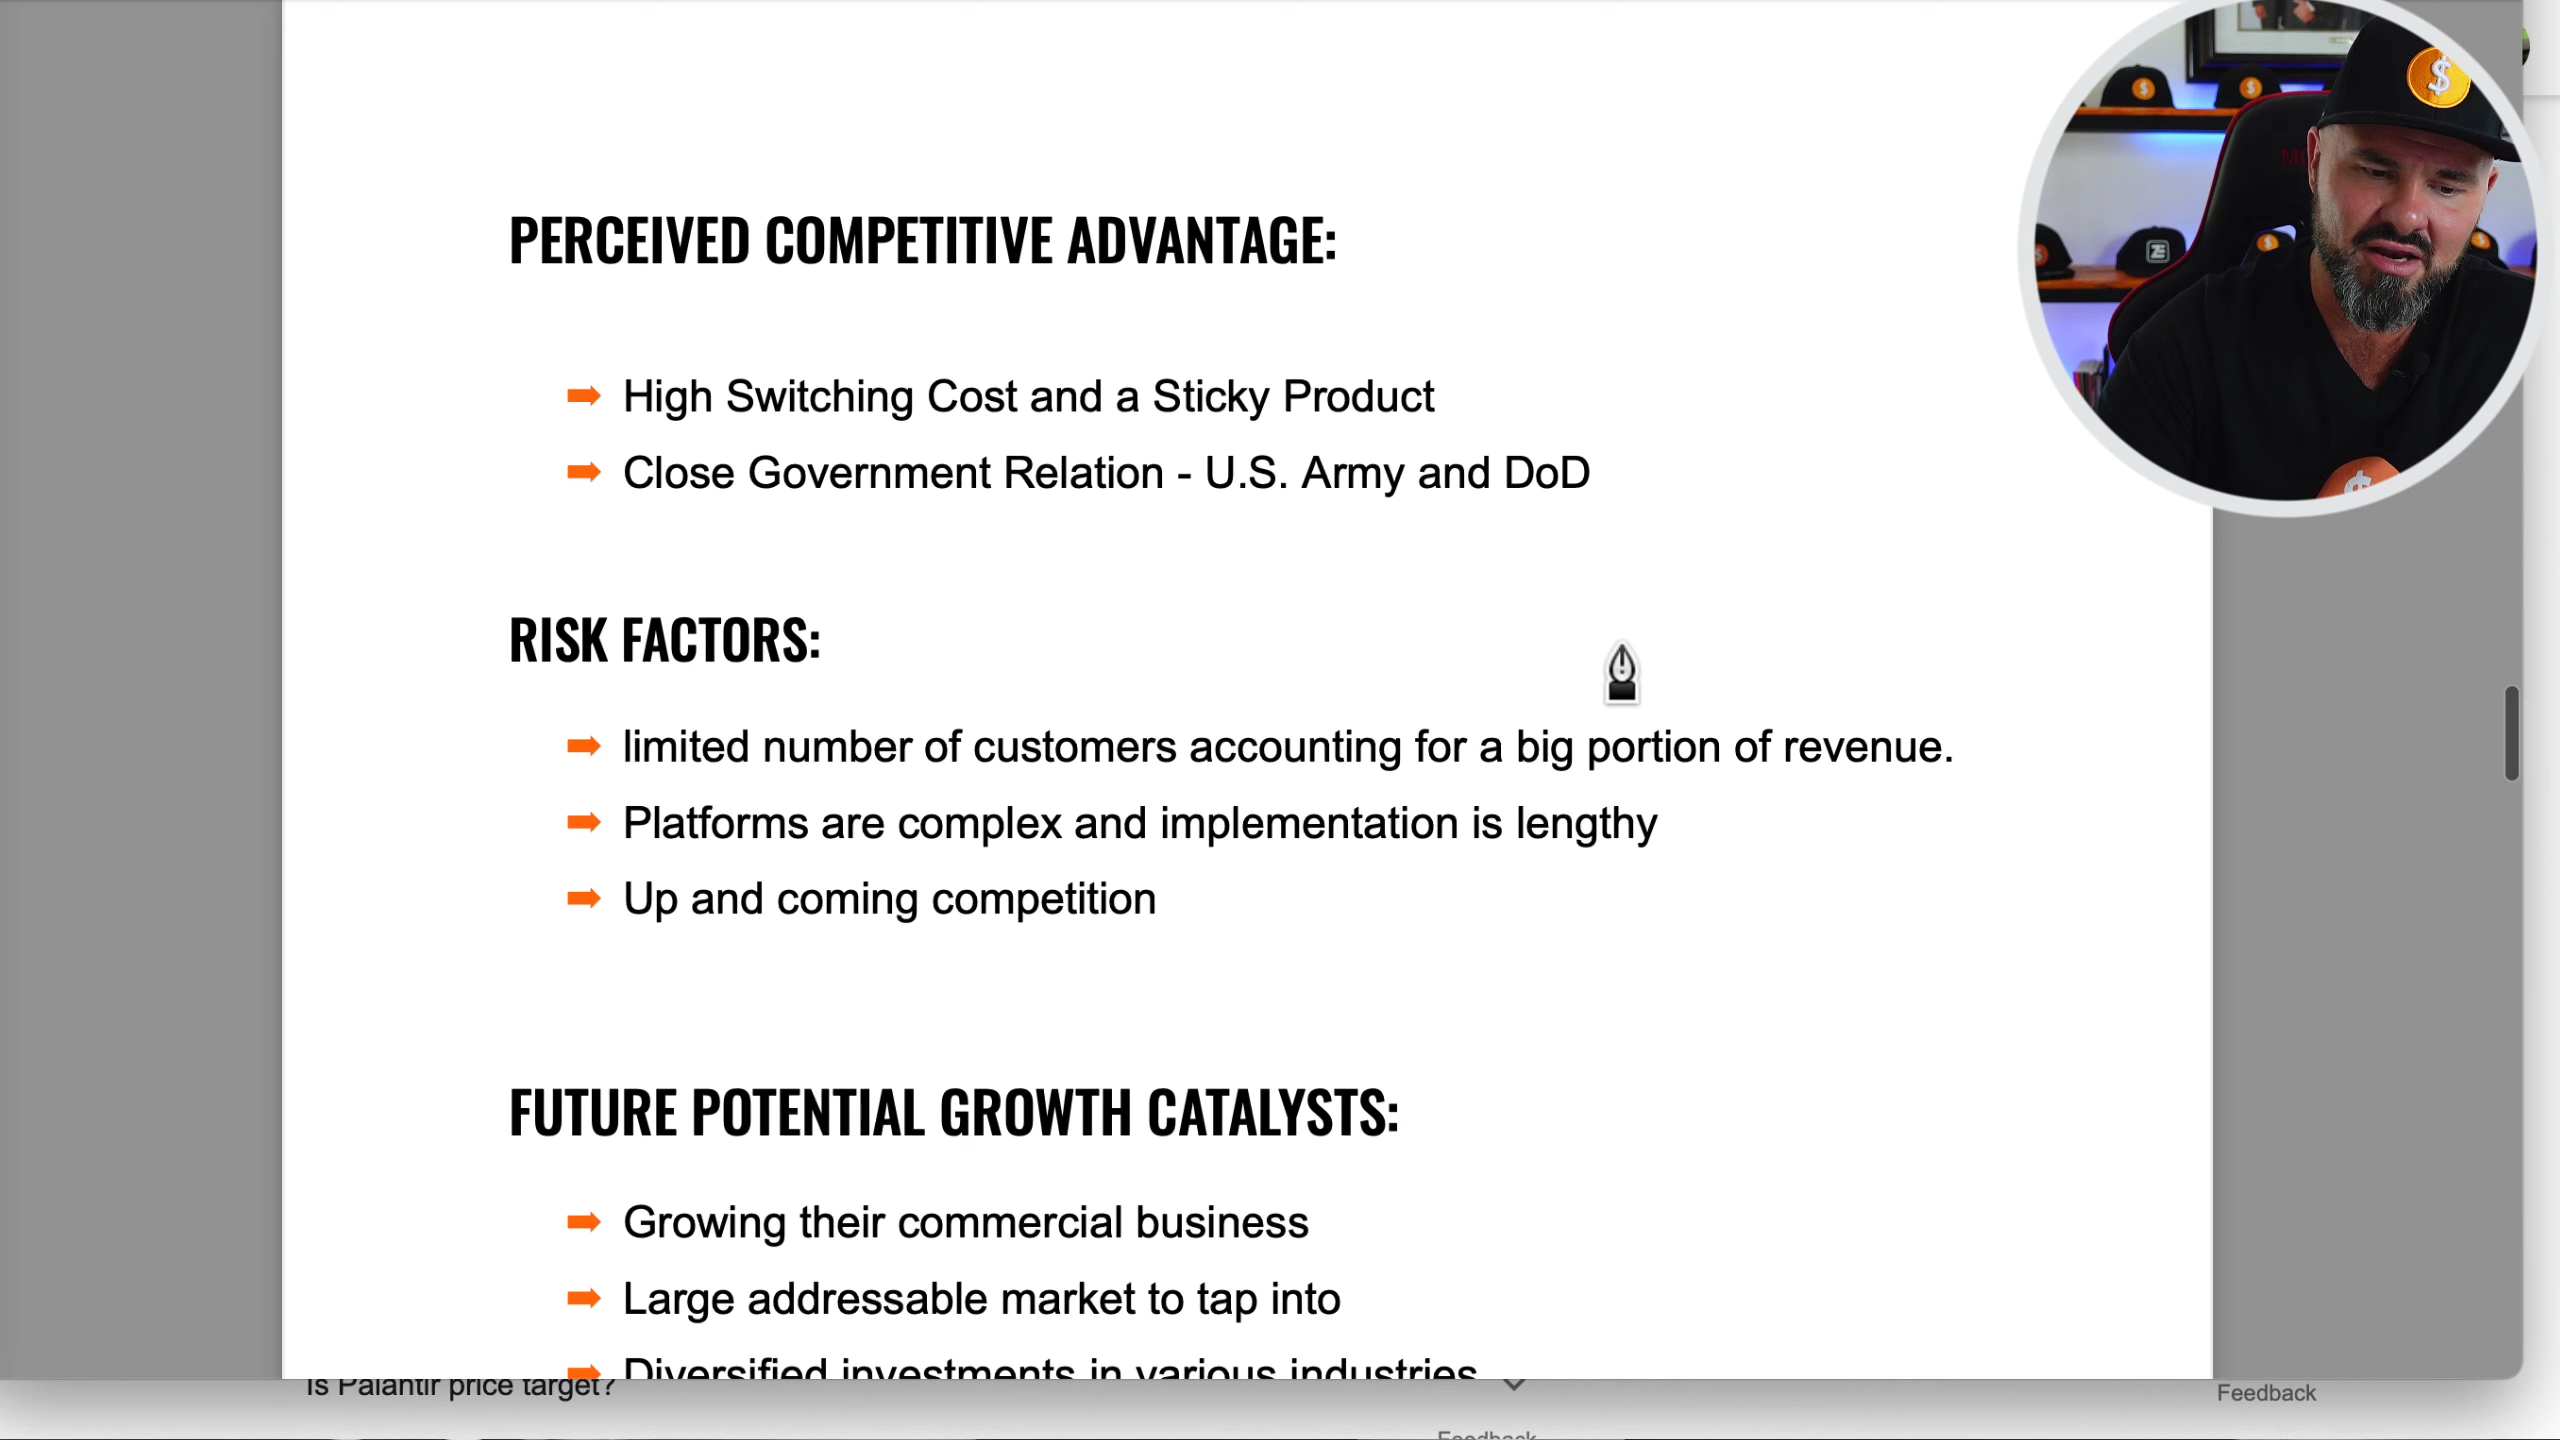 PERCEIVED COMPETITIVE ADVANTAGE:
High Switching Cost and a Sticky Product
Close Government Relation - U.S. Army and DoD
RISK FACTORS:
limited number of customers accounting for a big portion of revenue.
Platforms are complex and implementation is lengthy
Up and coming competition
FUTURE POTENTIAL GROWTH CATALYSTS:
Growing their commercial business
Large addressable market to tap into
Diversified investments in various industries
Is Palantir price target?
Feedback
Feedback